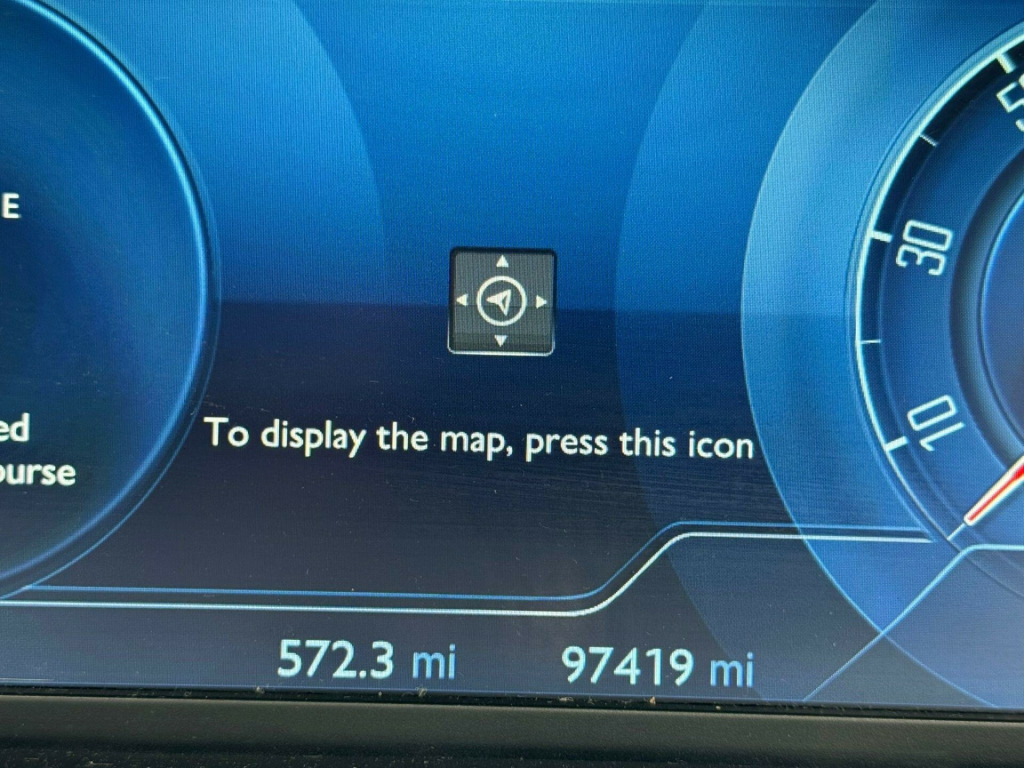 E
30
10
ed
ourse
To display the map, press this icon
572.3 mi
97419 mi